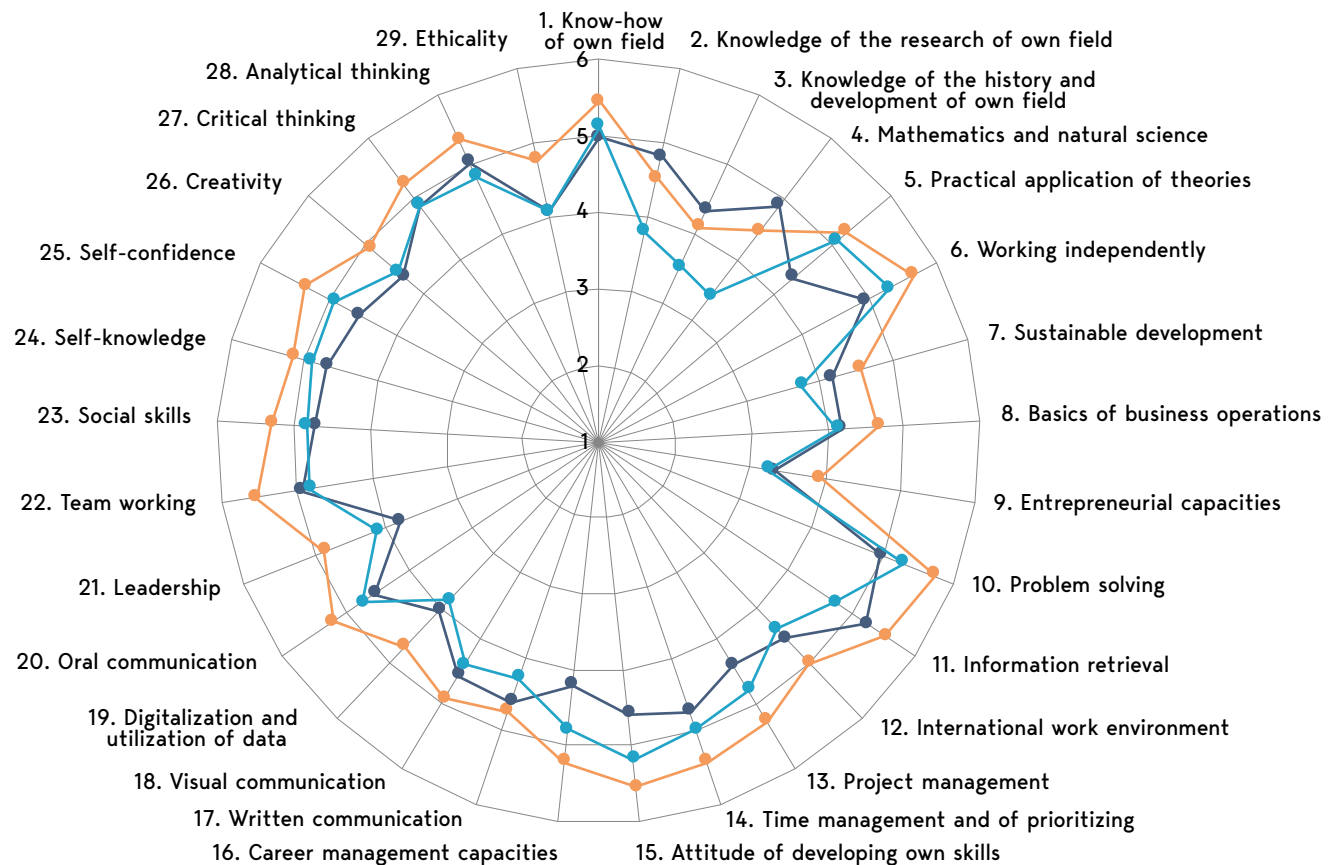 1. Know-how
of own field
2. Knowledge of the research of own field
3. Knowledge of the history and
development of own field
4. Mathematics and natural science
5. Practical application of theories
6. Working independently
7. Sustainable development
8. Basics of business operations
9. Entrepreneurial capacities
10. Problem solving
11. Information retrieval
12. International work environment
13. Project management
14. Time management and of prioritizing
15. Attitude of developing own skills
16. Career management capacities
17. Written communication
18. Visual communication
19. Digitalization and
utilization of data
20. Oral communication
21. Leadership
22. Team working
23. Social skills
24. Self-knowledge
25. Self-confidence
26. Creativity
27. Critical thinking
28. Analytical thinking
29. Ethicality
6
5
4
3
2
1